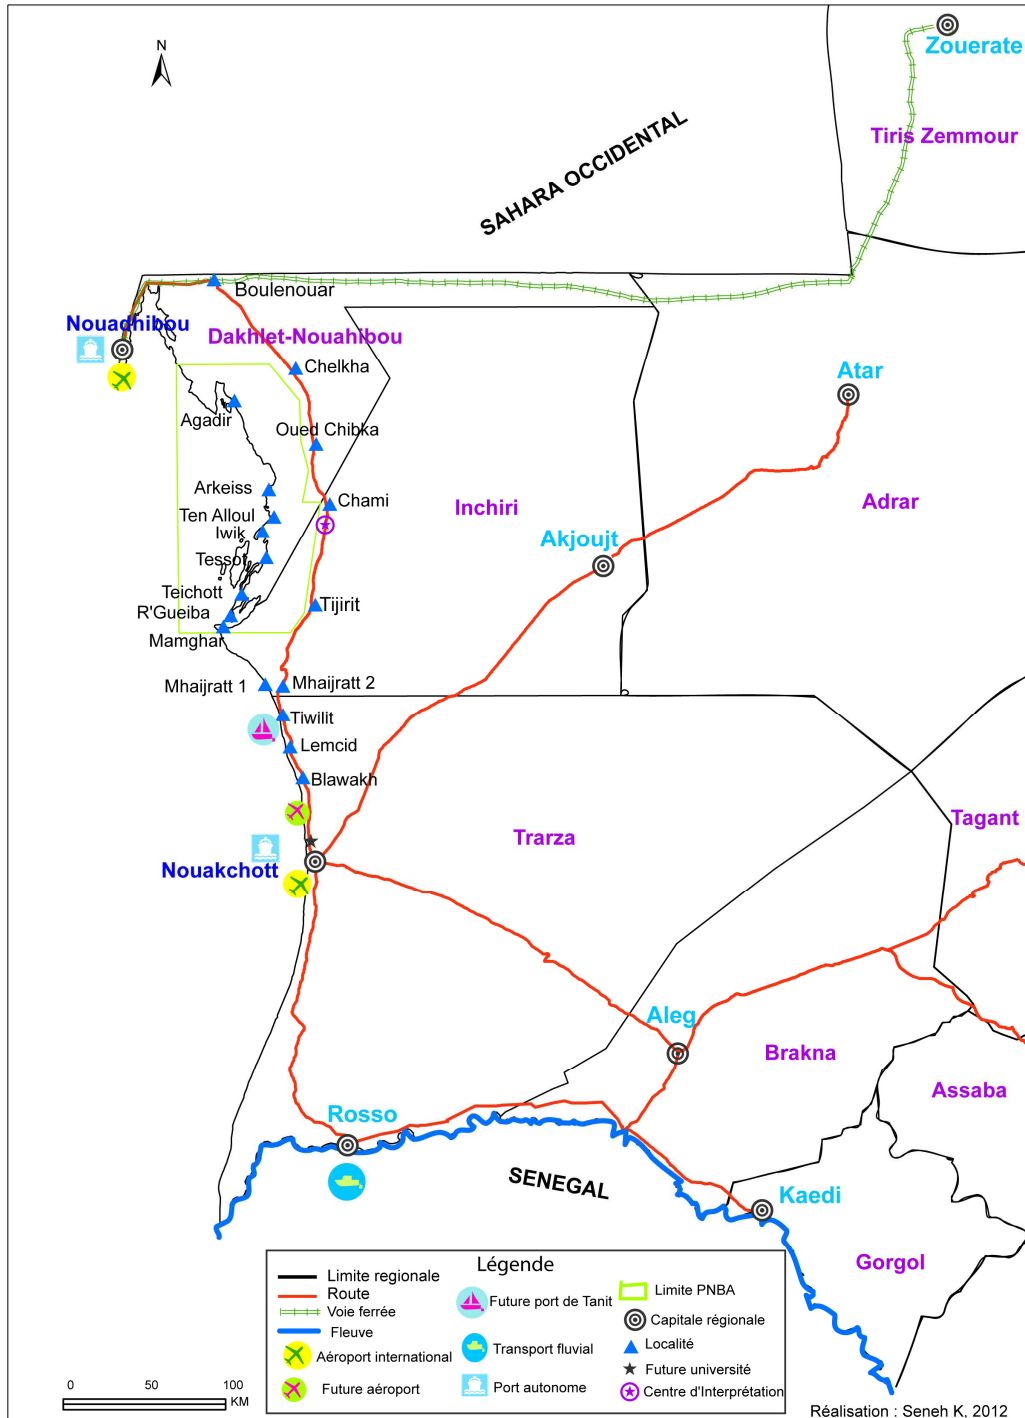 N
Zouerate
Tiris Zemmour
SAHARA OCCIDENTAL
Boulenouar
Nouadhibou
Dakhlet-Nouahibou
Chelkha
Atar
Agadir
Oued Chibka
Arkeiss
Chami
Inchiri
Adrar
Ten Alloul
Iwik
Akjoujt
Tessot
Teichott
Tijirit
R'Gueiba
Mamghar
Mhaijratt 1
Mhaijratt 2
Tiwilit
Lemcid
Blawakh
Trarza
Tagant
Nouakchott
Aleg
Brakna
Assaba
Rosso
SENEGAL
Kaedi
Gorgol
Légende
Limite regionale
Route
Voie ferrée
Fleuve
Aéroport international
Future aéroport
Future port de Tanit
Transport fluvial
Port autonome
Limite PNBA
Capitale régionale
Localité
Future université
Centre d'Interprétation
0 50 100
KM
Réalisation : Seneh K, 2012